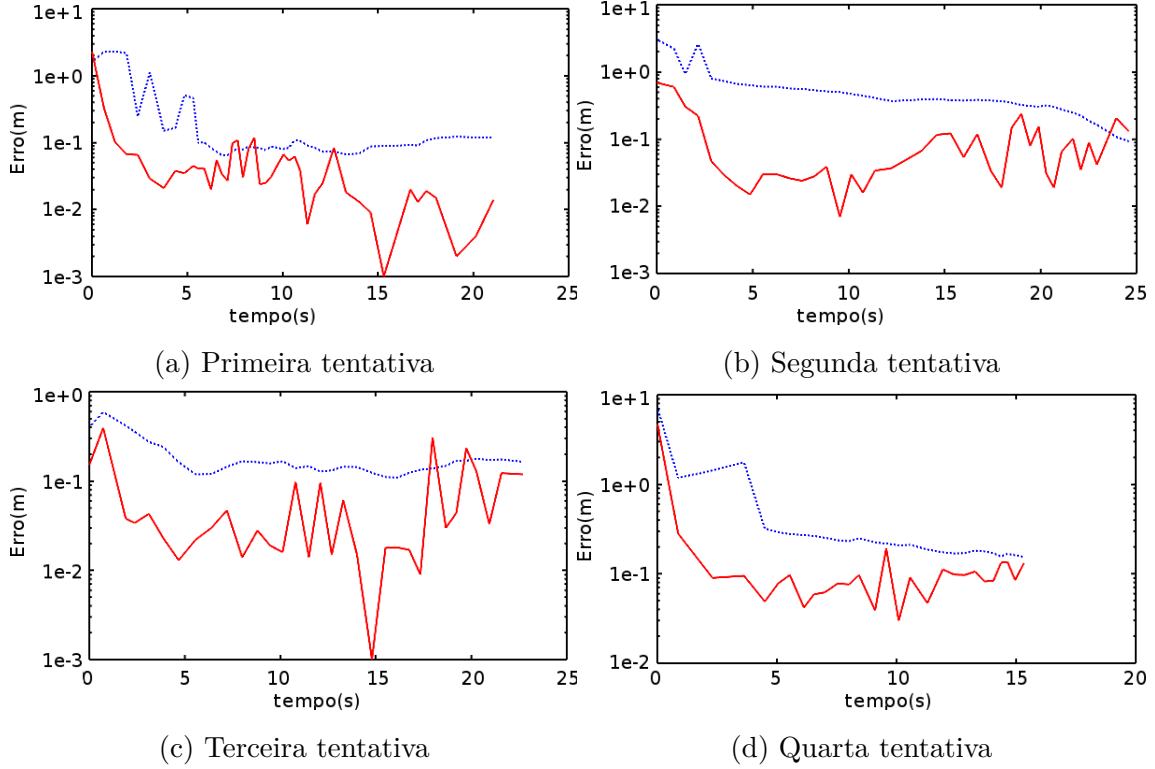 1e+1
1e+0
1e-1
1e-2
1e-3
Erro(m)
0 5 10 15 20 25
tempo(s)
(a) Primeira tentativa
1e+1
1e+0
1e-1
1e-2
1e-3
Erro(m)
0 5 10 15 20 25
tempo(s)
(b) Segunda tentativa
1e+0
1e-1
1e-2
1e-3
Erro(m)
0 5 10 15 20 25
tempo(s)
(c) Terceira tentativa
1e+1
1e+0
1e-1
1e-2
Erro(m)
0 5 10 15 20
tempo(s)
(d) Quarta tentativa